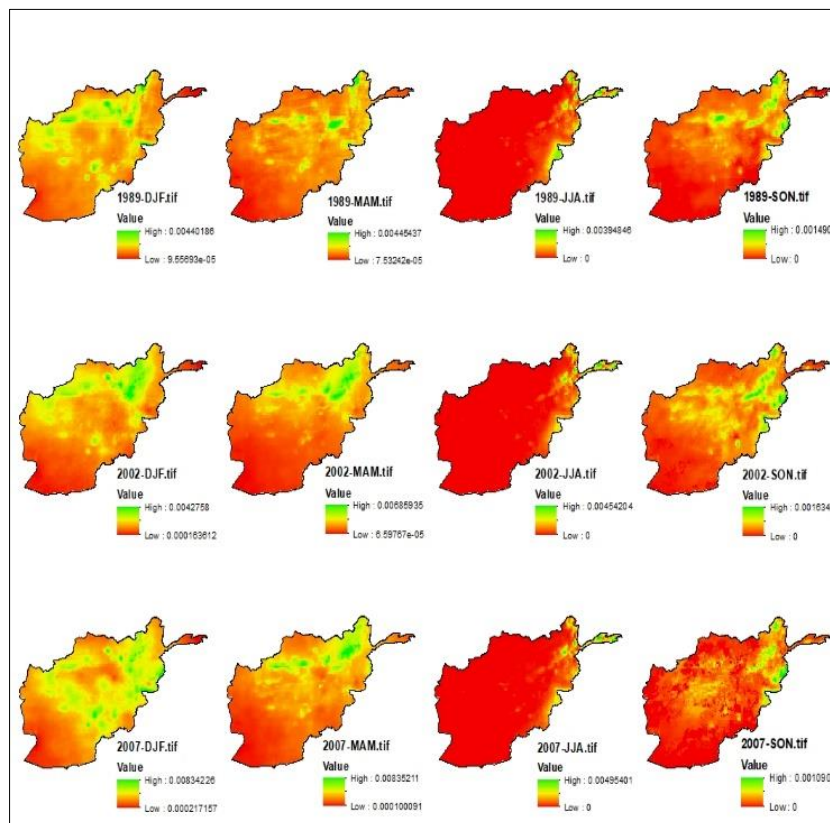 1989-DJF.tif
Value
High : 0.00440186
Low : 9.55693e-05
1989-MAM.tif
Value
High : 0.00445437
Low : 7.53242e-05
1989-JJA.tif
Value
High : 0.00394846
Low : 0
1989-SON.tif
Value
High : 0.001490
Low : 0
2002-DJF.tif
Value
High : 0.0042758
Low : 0.000163612
2002-MAM.tif
Value
High : 0.00685935
Low : 6.59767e-05
2002-JJA.tif
Value
High : 0.00454204
Low : 0
2002-SON.tif
Value
High : 0.001634
Low : 0
2007-DJF.tif
Value
High : 0.00834226
Low : 0.000217157
2007-MAM.tif
Value
High : 0.00835211
Low : 0.000100091
2007-JJA.tif
Value
High : 0.00495401
Low : 0
2007-SON.tif
Value
High : 0.001090
Low : 0